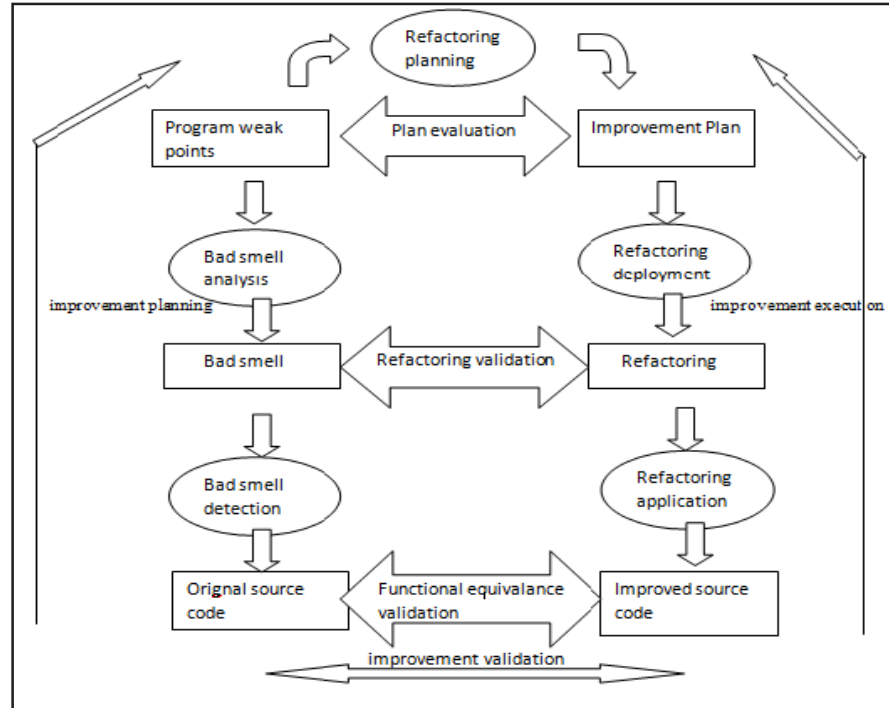 Refactoring
planning
Program weak
points
Plan evaluation
Improvement Plan
Bad smell
analysis
Refactoring
deployment
improvement planning
improvement execution
Bad smell
Refactoring validation
Refactoring
Bad smell
detection
Refactoring
application
Orignal source
code
Functional equivalance
validation
Improved source
code
improvement validation